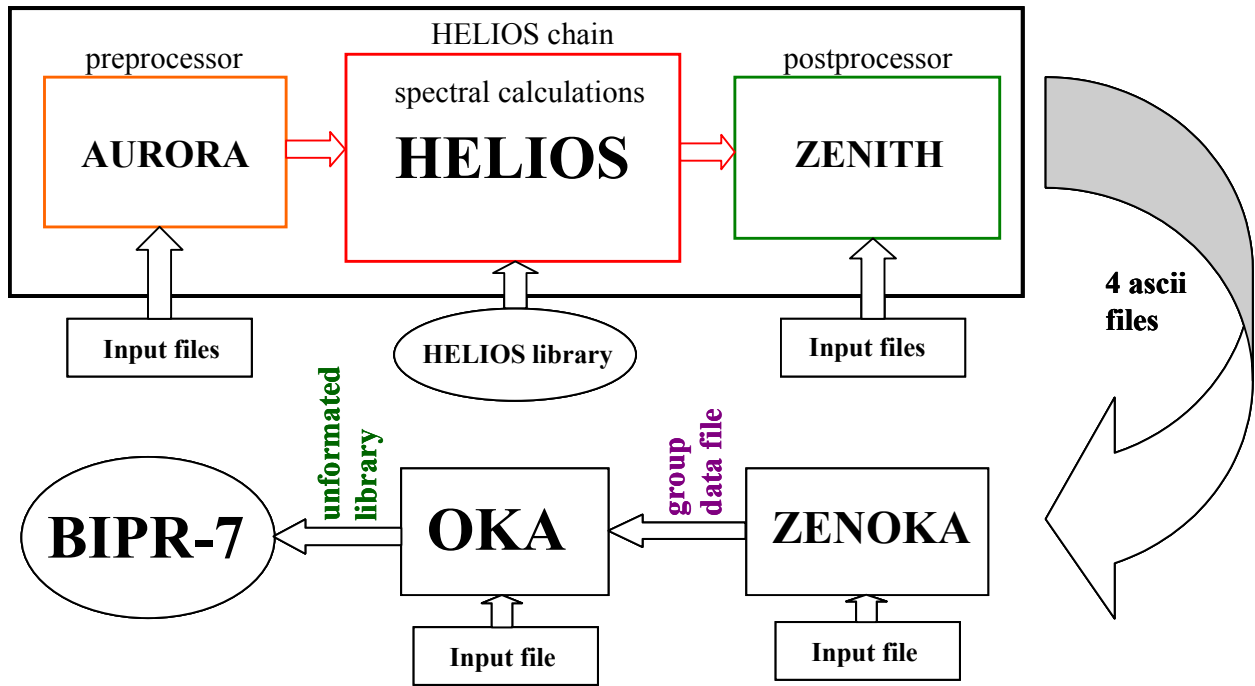 HELIOS chain
preprocessor
AURORA
spectral calculations
HELIOS
postprocessor
ZENITH
4 ascii
files
Input files
HELIOS library
Input files
BIPR-7
unformated
library
OKA
group
data file
ZENOKA
Input file
Input file